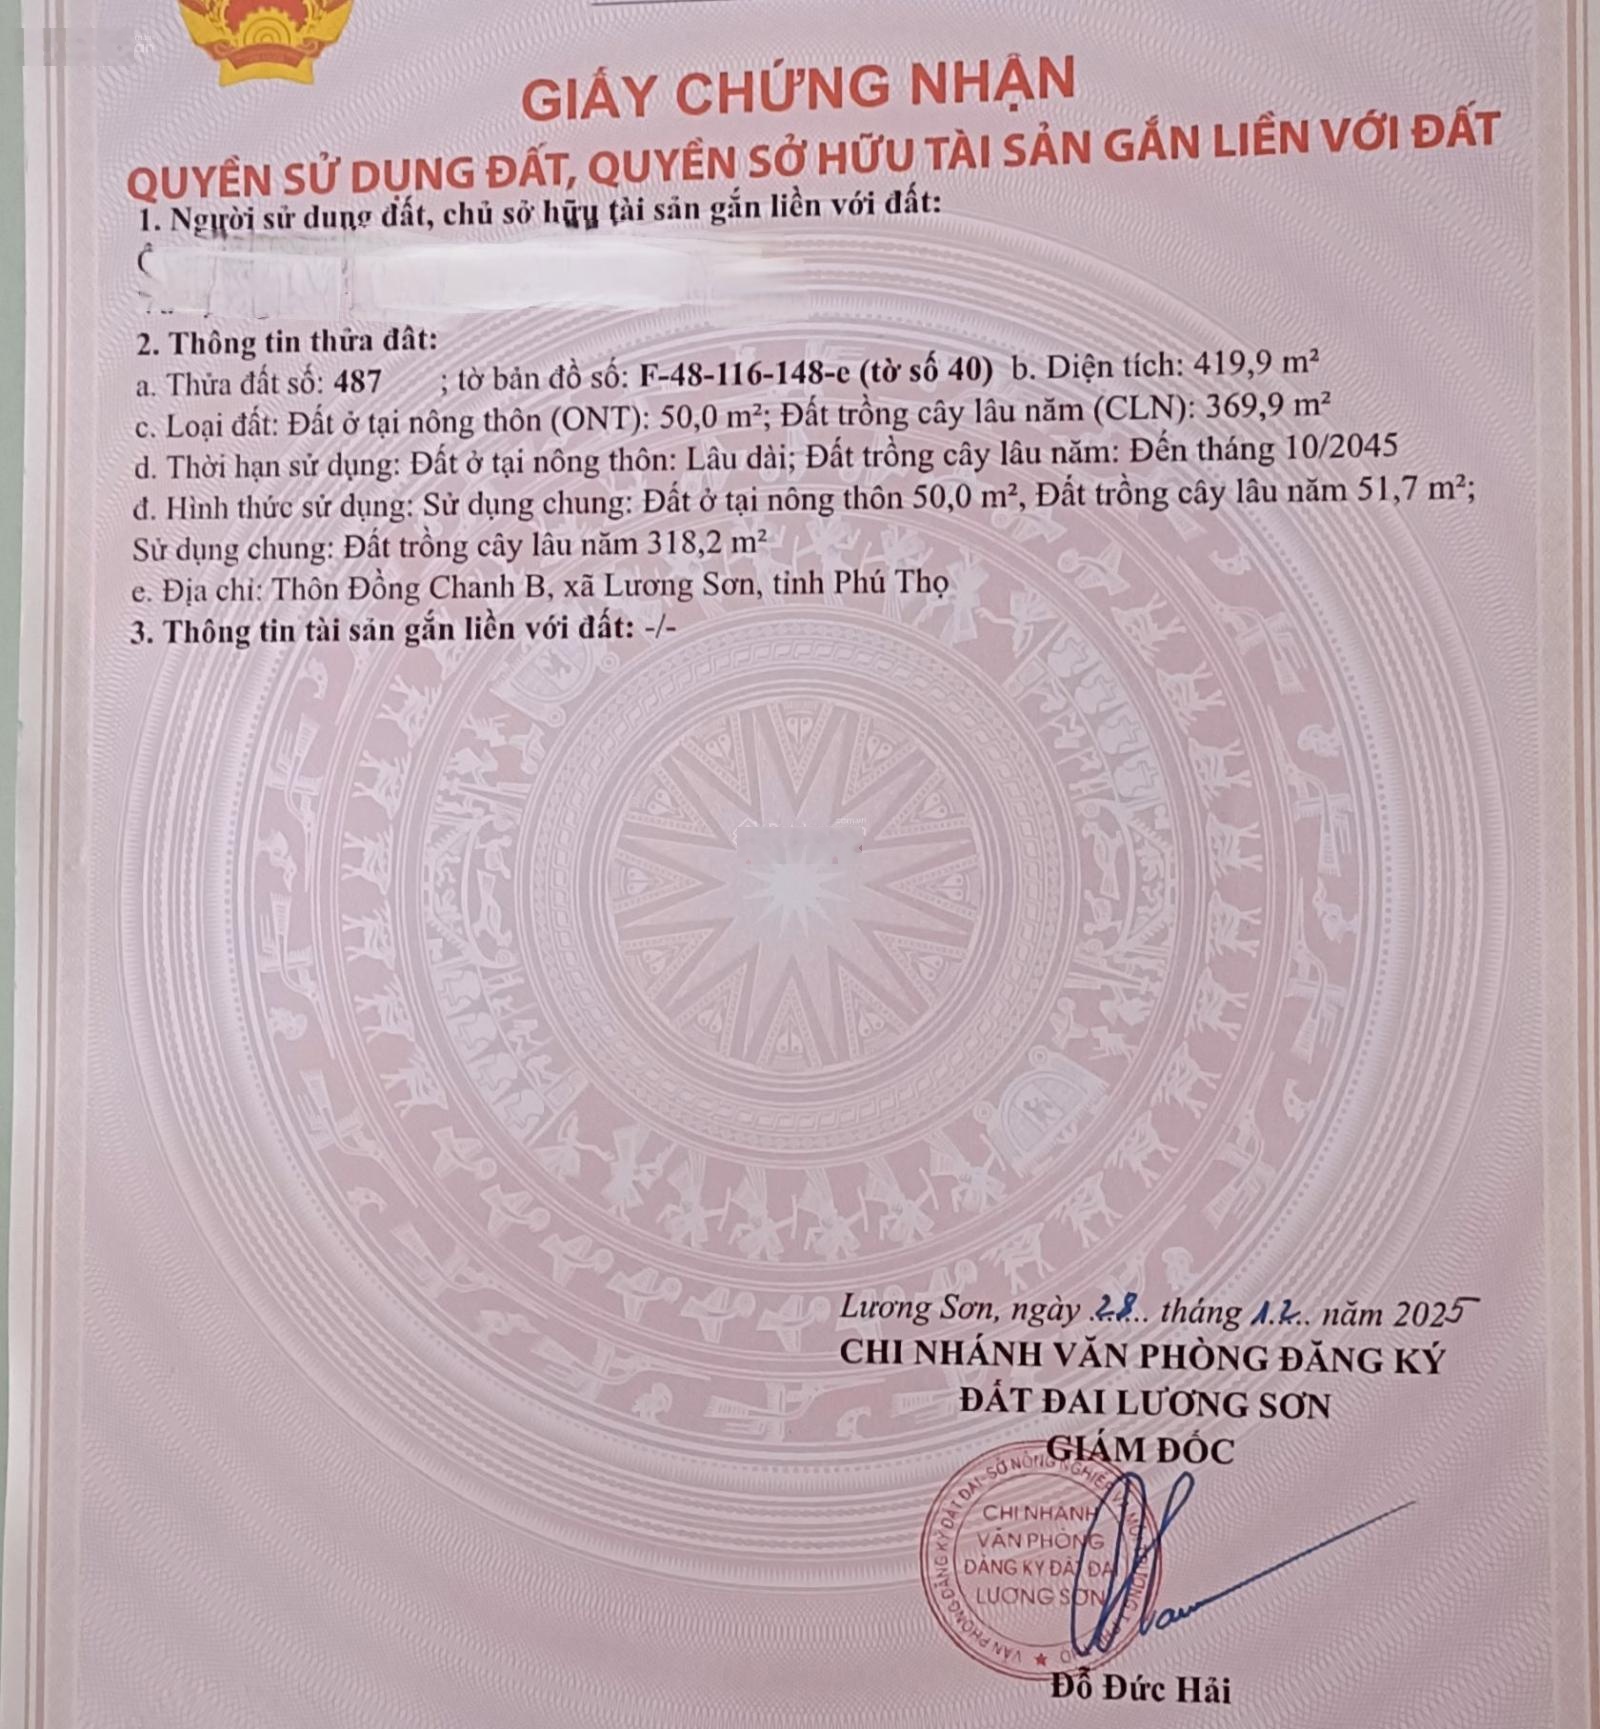 GIẤY CHỨNG NHẬN
QUYỀN SỬ DỤNG ĐẤT, QUYỀN SỞ HỮU TÀI SẢN GẮN LIỀN VỚI ĐẤT
1. Người sử dụng đất, chủ sở hữu tài sản gắn liền với đất:
2. Thông tin thửa đất:
a. Thửa đất số: 487 ; tờ bản đồ số: F-48-116-148-e (tờ số 40) b. Diện tích: 419,9 m²
c. Loại đất: Đất ở tại nông thôn (ONT): 50,0 m²; Đất trồng cây lâu năm (CLN): 369,9 m²
d. Thời hạn sử dụng: Đất ở tại nông thôn: Lâu dài; Đất trồng cây lâu năm: Đến tháng 10/2045
đ. Hình thức sử dụng: Sử dụng chung: Đất ở tại nông thôn 50,0 m², Đất trồng cây lâu năm 51,7 m²;
Sử dụng chung: Đất trồng cây lâu năm 318,2 m²
e. Địa chỉ: Thôn Đồng Chanh B, xã Lương Sơn, tỉnh Phú Thọ
3. Thông tin tài sản gắn liền với đất: -/-
Lương Sơn, ngày 28 tháng 12 năm 2025
CHI NHÁNH VĂN PHÒNG ĐĂNG KÝ
ĐẤT ĐAI LƯƠNG SƠN
GIÁM ĐỐC
CHI NHÁNH
VĂN PHÒNG
ĐĂNG KÝ ĐẤT ĐAI
LƯƠNG SƠN
Đỗ Đức Hải